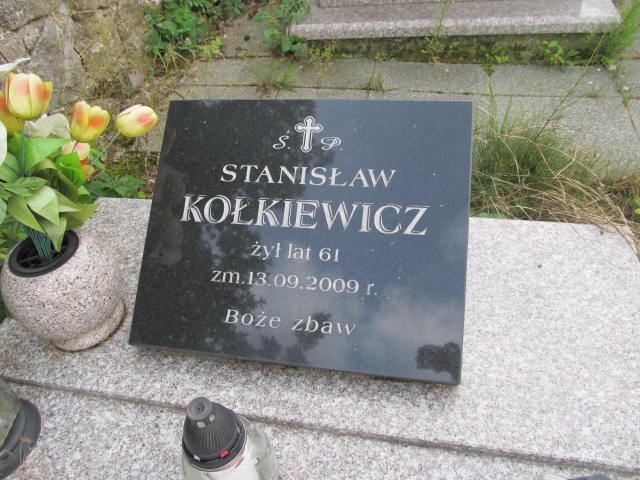 Ś. P.
STANISŁAW
KOŁKIEWICZ
żył lat 61
zm.13.09.2009 r.
Boże zbaw